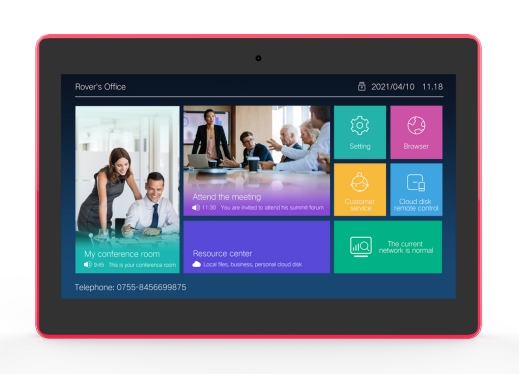 Rover's Office
2021/04/10 11.18
Setting
Browser
Attend the meeting
11:30 You are invited to attend his summit forum
Customer service
Cloud disk
remote control
My conference room
9:45 This is your conference room
Resource center
Local files, business, personal cloud disk
The current
network is normal
Telephone: 0755-8456699875